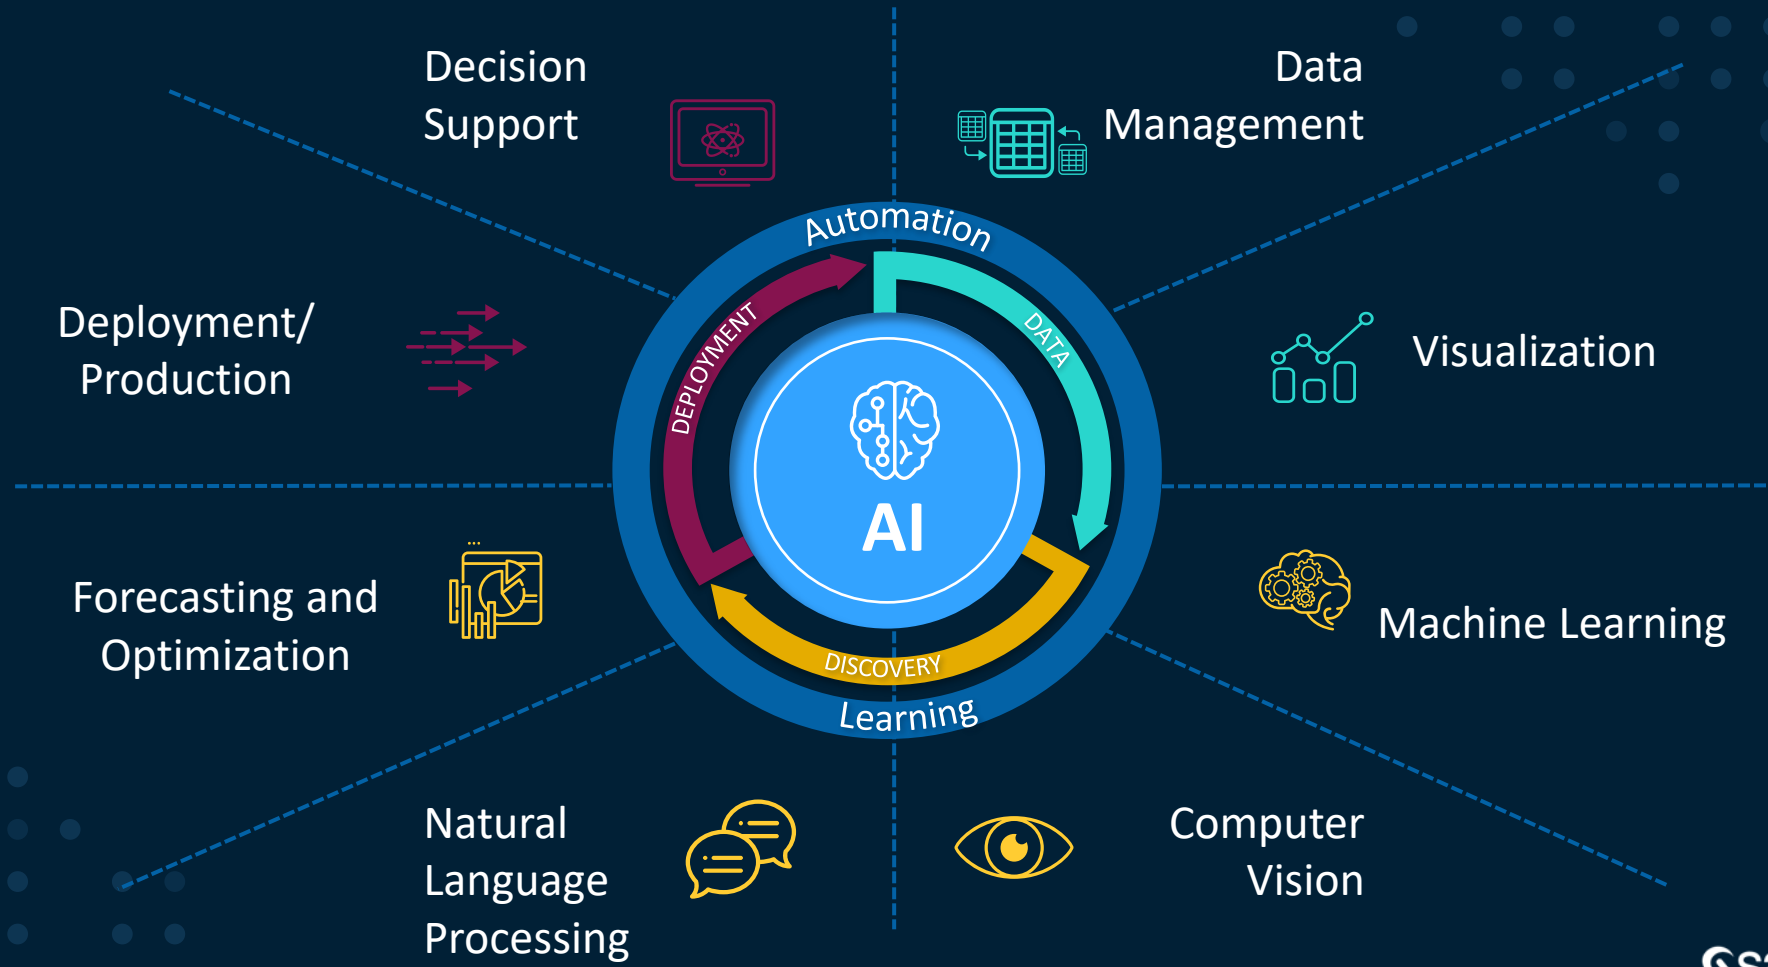 Decision
Support
Data
Management
Automation
Deployment/
Production
DEPLOYMENT
DATA
Visualization
AI
Forecasting and
Optimization
Machine Learning
DISCOVERY
Learning
Natural
Language
Processing
Computer
Vision